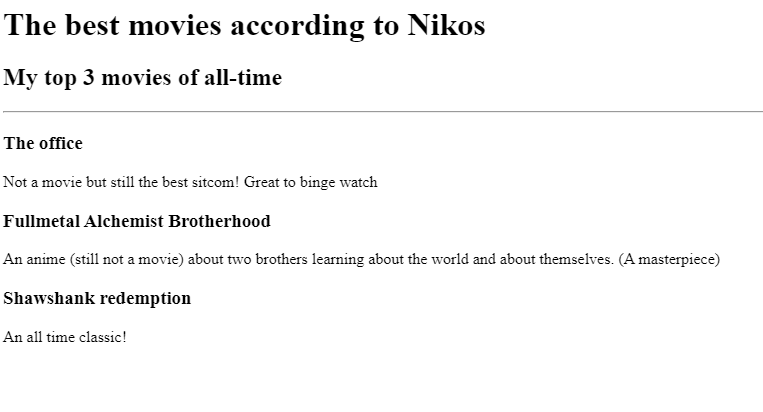 The best movies according to Nikos
My top 3 movies of all-time
The office
Not a movie but still the best sitcom! Great to binge watch
Fullmetal Alchemist Brotherhood
An anime (still not a movie) about two brothers learning about the world and about themselves. (A masterpiece)
Shawshank redemption
An all time classic!